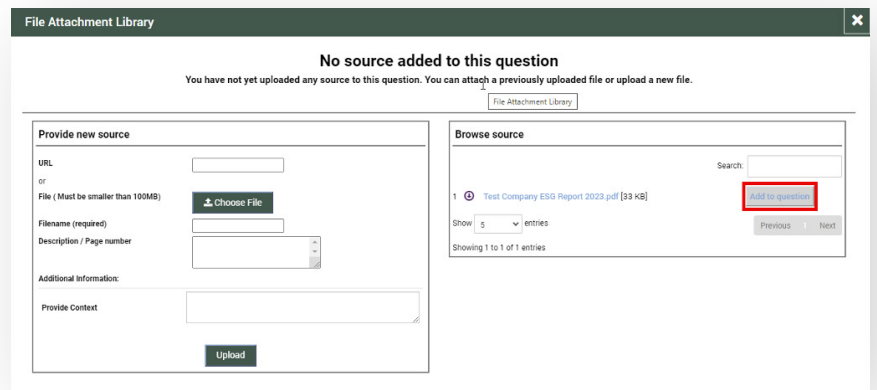 File Attachment Library
No source added to this question
You have not yet uploaded any source to this question. You can attach a previously uploaded file or upload a new file.
File Attachment Library
Provide new source
URL
or
File ( Must be smaller than 100MB)
Choose File
Filename (required)
Description / Page number
Additional Information:
Provide Context
Upload
Browse source
Search:
1 Test Company ESG Report 2023.pdf [33 KB] Add to question
Show 5 entries
Previous 1 Next
Showing 1 to 1 of 1 entries